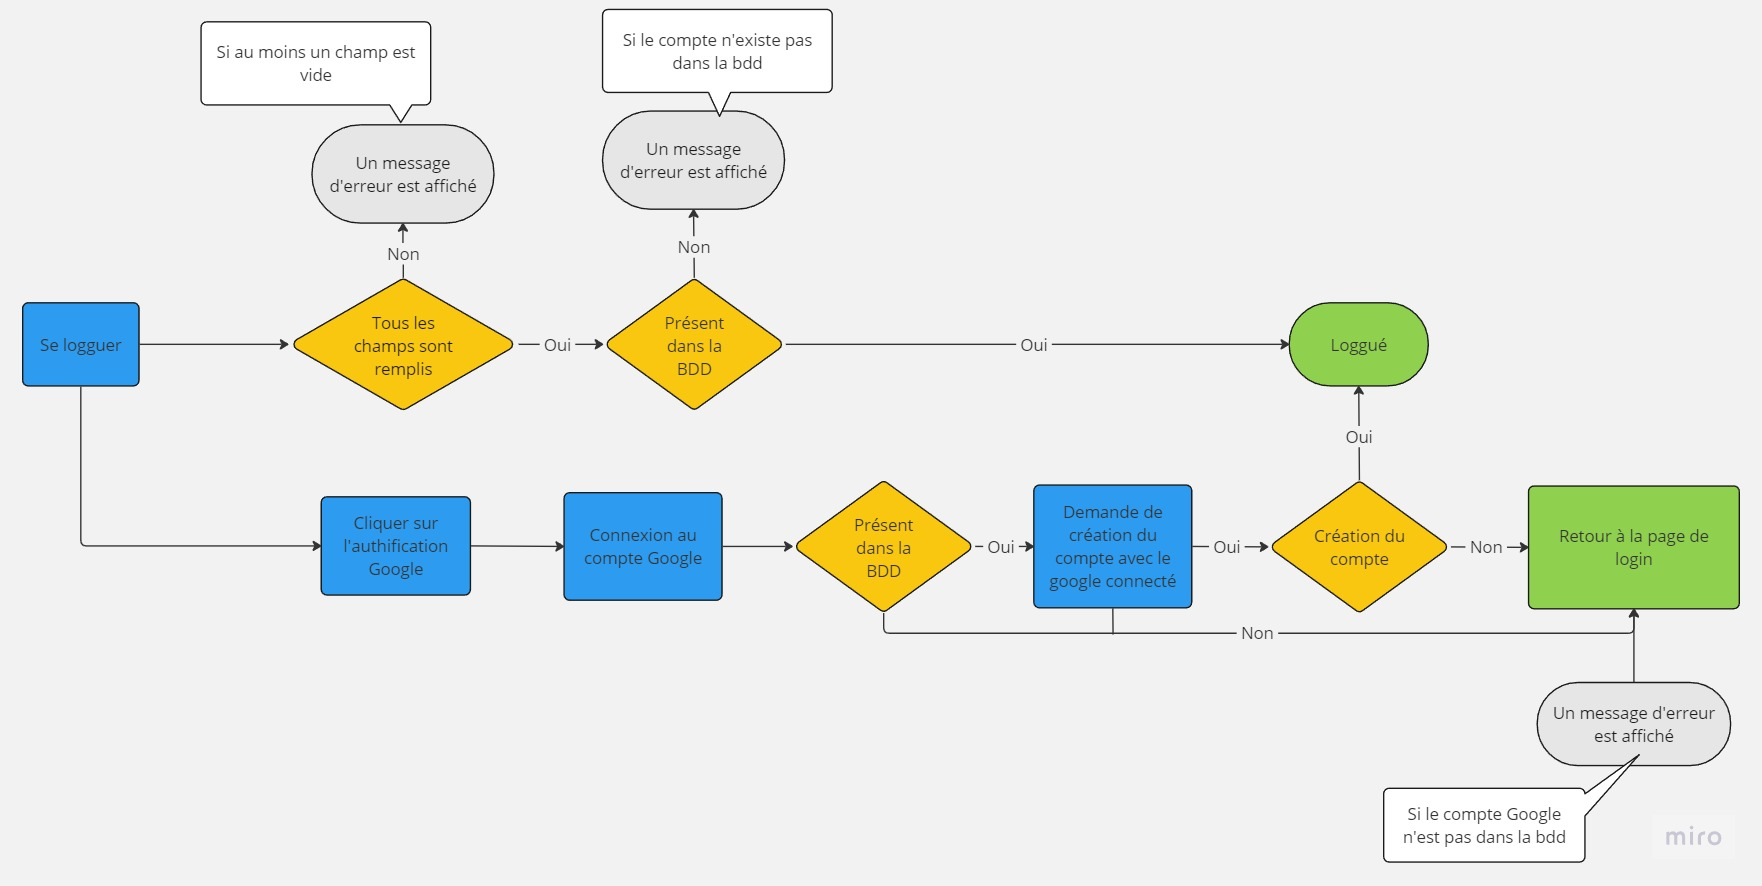 Si au moins un champ est
vide
Si le compte n'existe pas
dans la bdd
Un message
d'erreur est affiché
Un message
d'erreur est affiché
Non
Non
Se logguer
Tous les
champs sont
remplis
Oui
Présent
dans la
BDD
Oui
Loggué
Oui
Cliquer sur
l'authification
Google
Connexion au
compte Google
Présent
dans la
BDD
Oui
Demande de
création du
compte avec le
google connecté
Oui
Création du
compte
Non
Retour à la page de
login
Non
Un message d'erreur
est affiché
Si le compte Google
n'est pas dans la bdd
miro